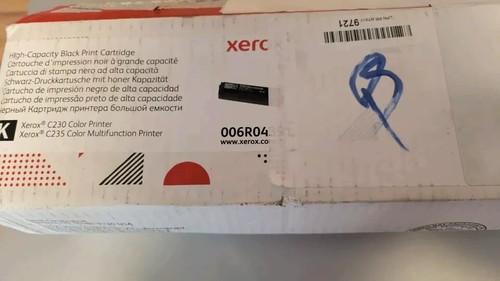 High-Capacity Black Print Cartridge
Cartouche d'impression noir à grande capacité
Cartuccia di stampa nero ad alta capacità
Schwarz-Druckkartusche mit hoher Kapazität
Cartucho de impresión negro de alta capacidad
Cartucho de impressão preto de alta capacidade
Черный Картридж принтера большой емкости
K
Xerox® C230 Color Printer
Xerox® C235 Color Multifunction Printer
xero
006R04
www.xerox.co
9721